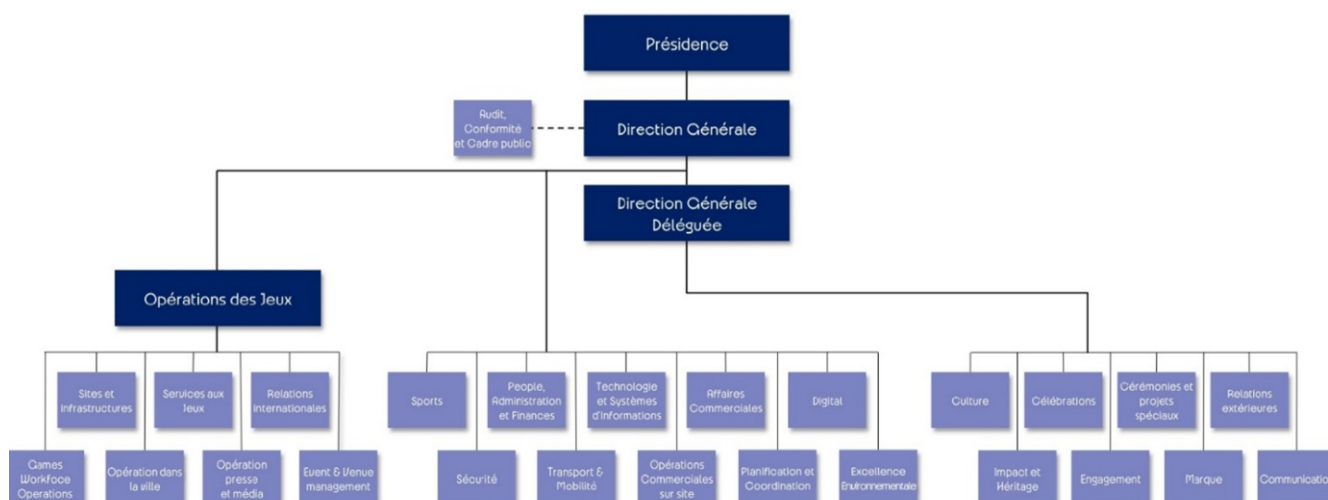 Présidence
Audit,
Conformité
et Cadre public
Direction Générale
Direction Générale
Déléguée
Opérations des Jeux
Sites et
Infrastructures
Services aux
Jeux
Relations
Internationales
Sports
People,
Administration
et Finances
Technologie
et Systèmes
d'Informations
Affaires
Commerciales
Digital
Culture
Célébrations
Cérémonies et
projets
spéciaux
Relations
extérieures
Games
Workfoce
Operations
Opération dans
la ville
Opération
presse
et média
Event & Venue
management
Sécurité
Transport &
Mobilité
Opérations
Commerciales
sur site
Planification et
Coordination
Excellence
Environnementale
Impact et
Héritage
Engagement
Marque
Communication